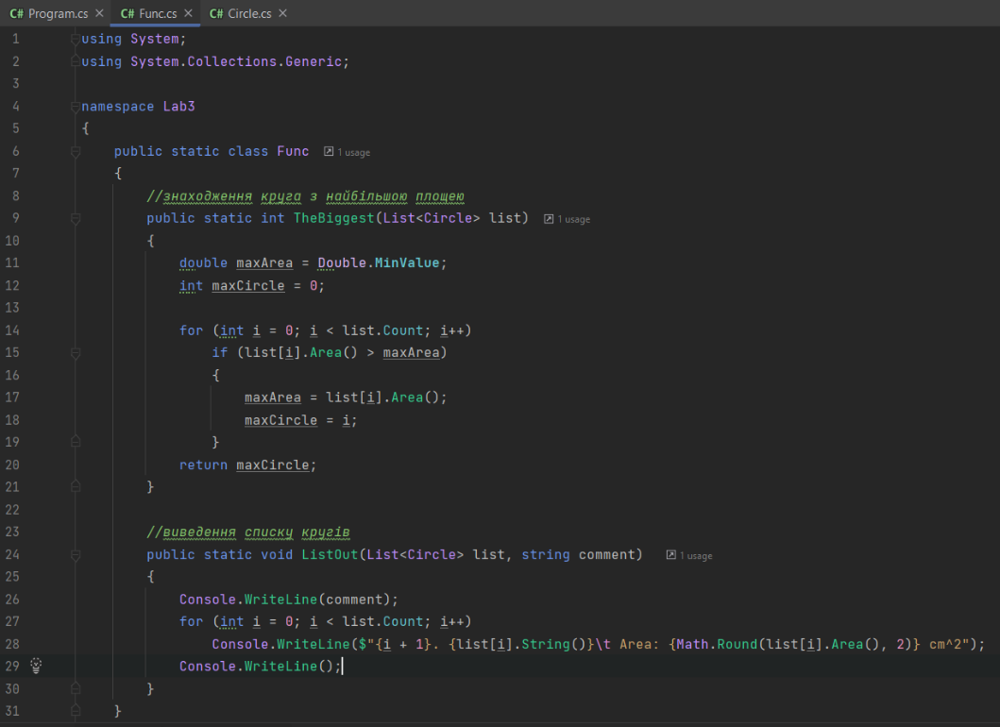 C# Program.cs × C# Func.cs × C# Circle.cs ×
1 using System;
2 using System.Collections.Generic;
3
4 namespace Lab3
5 {
6 public static class Func 1 usage
7 {
8 //знаходження круга з найбільшою площею
9 public static int TheBiggest(List<Circle> list) 1 usage
10 {
11 double maxArea = Double.MinValue;
12 int maxCircle = 0;
13
14 for (int i = 0; i < list.Count; i++)
15 if (list[i].Area() > maxArea)
16 {
17 maxArea = list[i].Area();
18 maxCircle = i;
19 }
20 return maxCircle;
21 }
22
23 //виведення списку кругів
24 public static void ListOut(List<Circle> list, string comment) 1 usage
25 {
26 Console.WriteLine(comment);
27 for (int i = 0; i < list.Count; i++)
28 Console.WriteLine($"{i + 1}. {list[i].String()}\t Area: {Math.Round(list[i].Area(), 2)} cm^2");
29 Console.WriteLine();
30 }
31 }